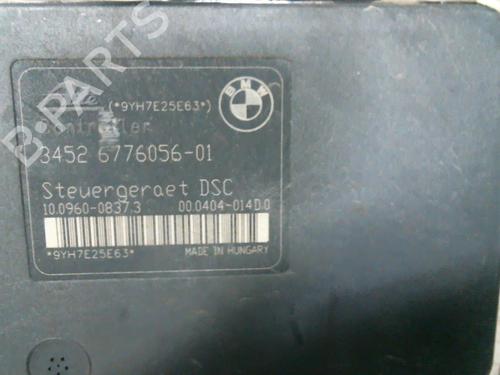 (*9YH7E25E63*)
BMW
Controller
3452 6776056-01
Steuergeraet DSC
10.0960-0837.3 00.0404-014D.0
*9YH7E25E63* MADE IN HUNGARY
B-PARTS